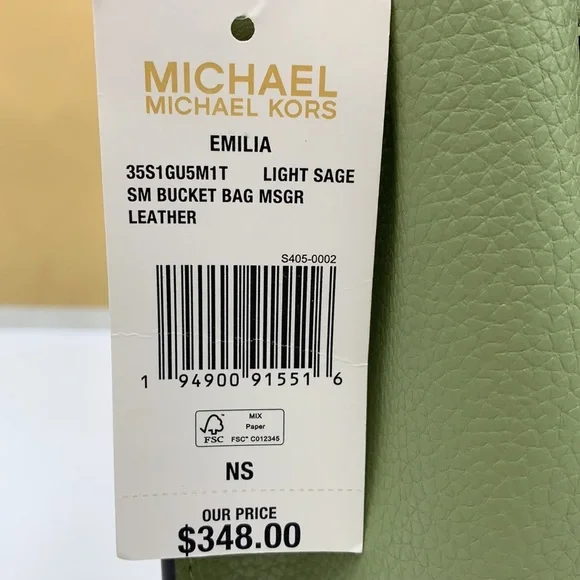 MICHAEL
MICHAEL KORS
EMILIA
35S1GU5M1T LIGHT SAGE
SM BUCKET BAG MSGR
LEATHER
S405-0002
1 94900 91551 6
FSC
MIX
Paper
FSC™ C012345
NS
OUR PRICE
$348.00